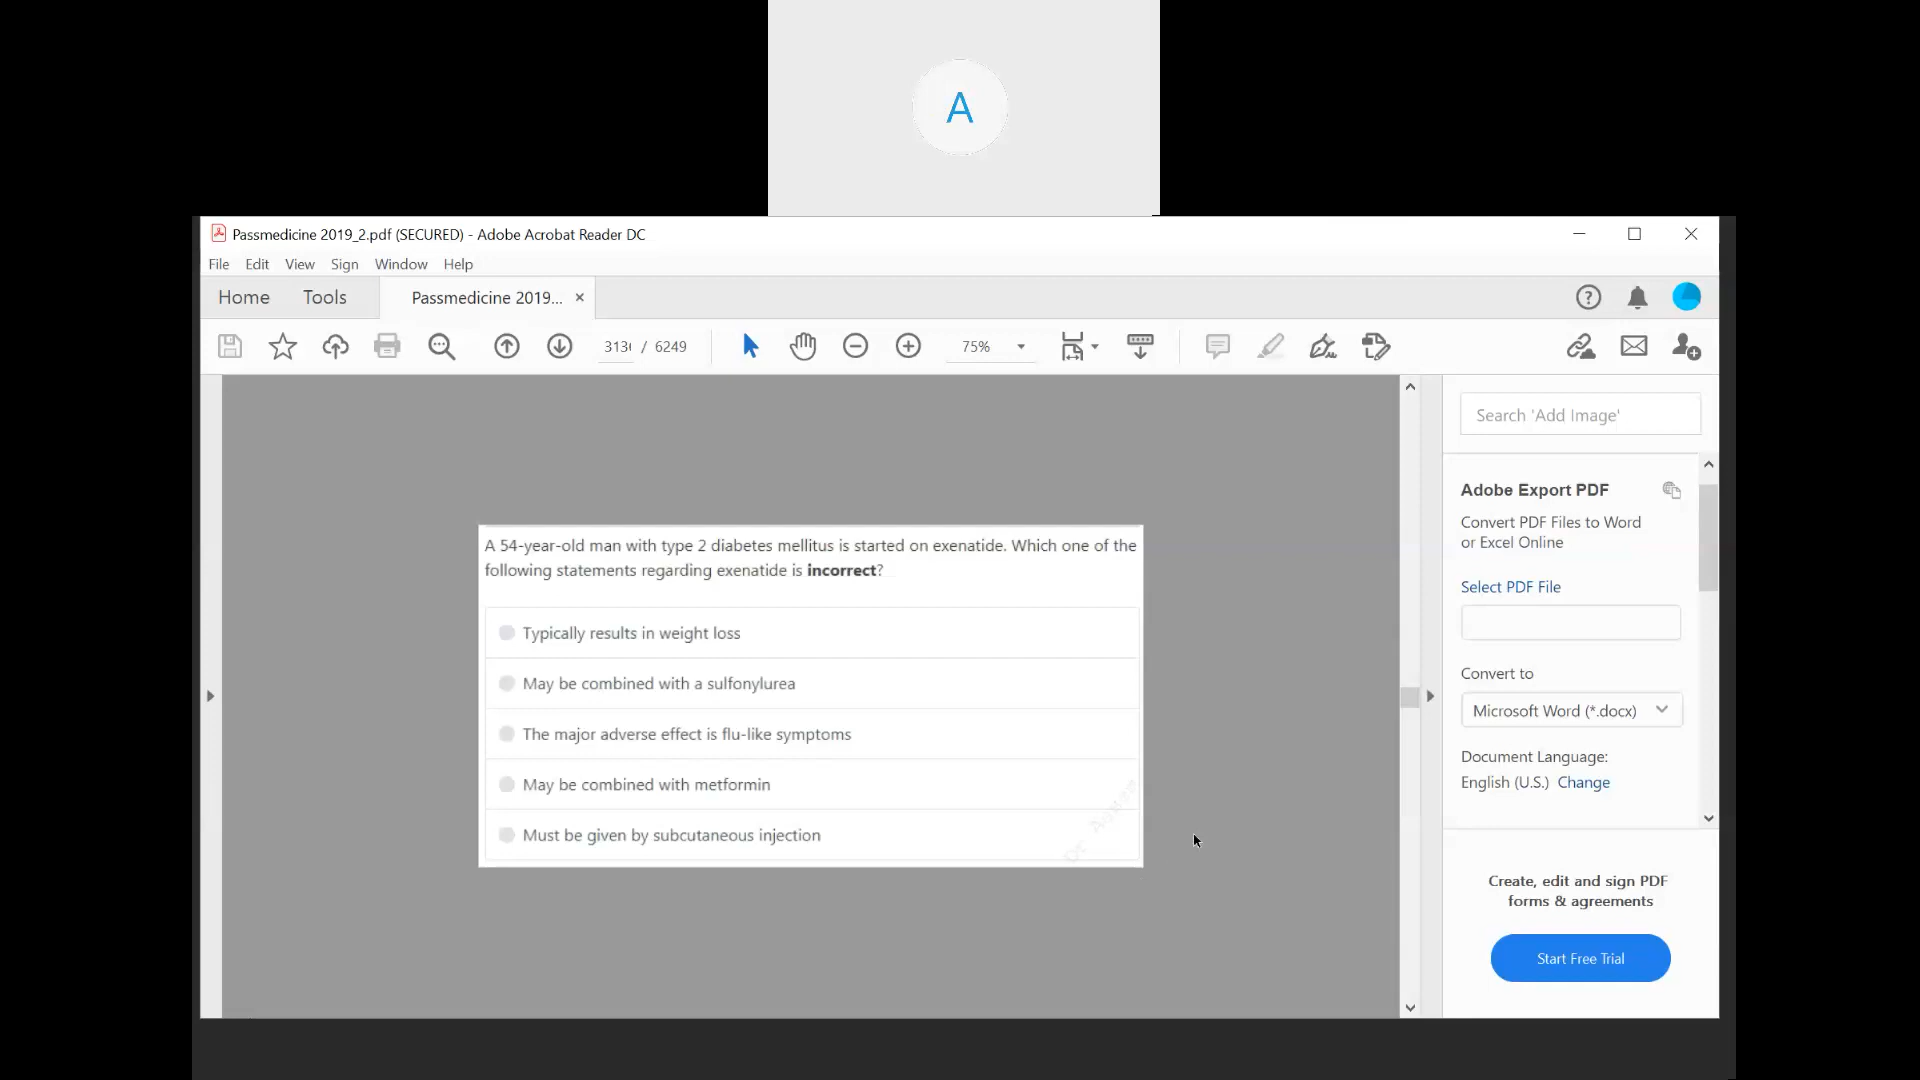 A
Passmedicine 2019_2.pdf (SECURED) - Adobe Acrobat Reader DC
File Edit View Sign Window Help
Home Tools Passmedicine 2019... ×
/ 6249 75%
Search 'Add Image'
Adobe Export PDF
Convert PDF Files to Word
or Excel Online
Select PDF File
Convert to
Microsoft Word (*.docx)
Document Language:
English (U.S.) Change
Create, edit and sign PDF
forms & agreements
Start Free Trial
A 54-year-old man with type 2 diabetes mellitus is started on exenatide. Which one of the
following statements regarding exenatide is incorrect?
Typically results in weight loss
May be combined with a sulfonylurea
The major adverse effect is flu-like symptoms
May be combined with metformin
Must be given by subcutaneous injection